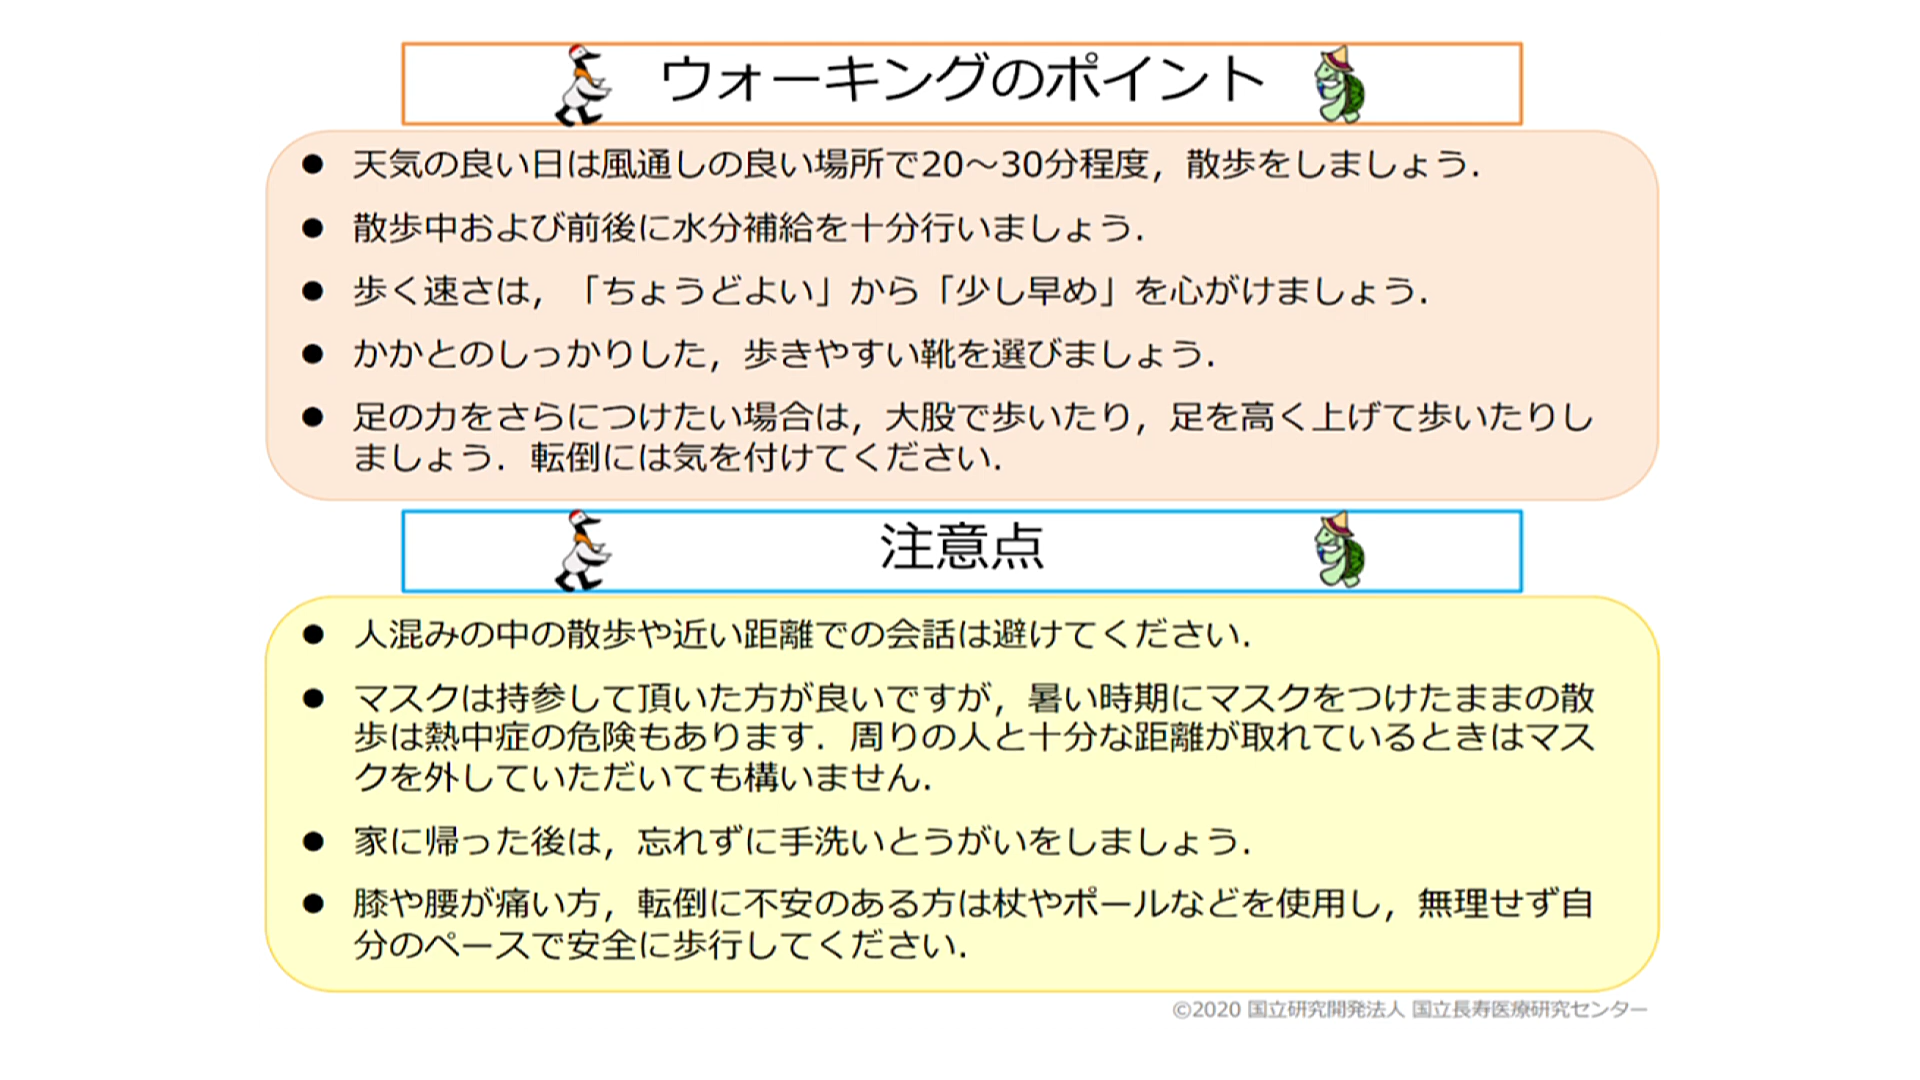 ウォーキングのポイント
● 天気の良い日は風通しの良い場所で20～30分程度，散歩をしましょう．
● 散歩中および前後に水分補給を十分行いましょう．
● 歩く速さは，「ちょうどよい」から「少し早め」を心がけましょう．
● かかとのしっかりした，歩きやすい靴を選びましょう．
● 足の力をさらにつけたい場合は，大股で歩いたり，足を高く上げて歩いたりし
ましょう．転倒には気を付けてください．
注意点
● 人混みの中の散歩や近い距離での会話は避けてください．
● マスクは持参して頂いた方が良いですが，暑い時期にマスクをつけたままの散
歩は熱中症の危険もあります．周りの人と十分な距離が取れているときはマス
クを外していただいても構いません．
● 家に帰った後は，忘れずに手洗いとうがいをしましょう．
● 膝や腰が痛い方，転倒に不安のある方は杖やポールなどを使用し，無理せず自
分のペースで安全に歩行してください．
©2020 国立研究開発法人 国立長寿医療研究センター